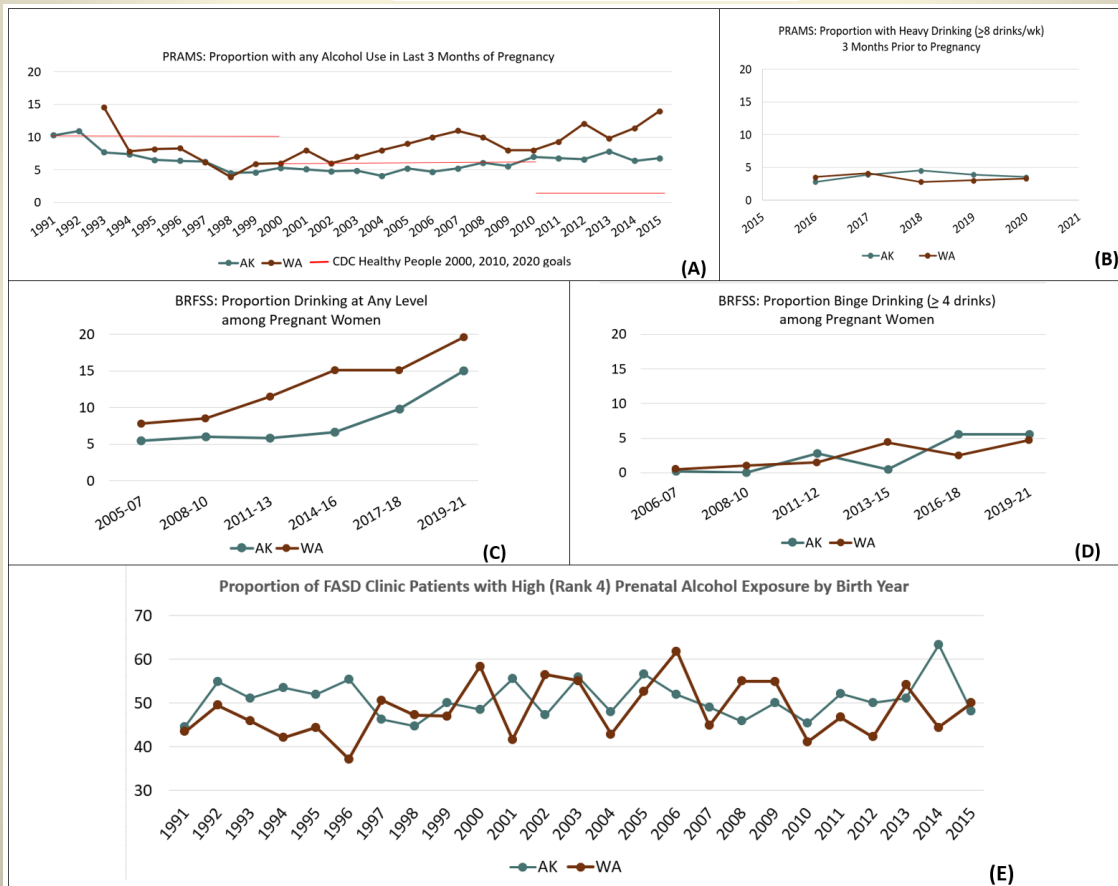 PRAMS: Proportion with any Alcohol Use in Last 3 Months of Pregnancy
20
15
10
5
0
1991 1992 1993 1994 1995 1996 1997 1998 1999 2000 2001 2002 2003 2004 2005 2006 2007 2008 2009 2010 2011 2012 2013 2014 2015
AK WA CDC Healthy People 2000, 2010, 2020 goals
(A)
PRAMS: Proportion with Heavy Drinking (≥8 drinks/wk)
3 Months Prior to Pregnancy
20
15
10
5
0
2015 2016 2017 2018 2019 2020 2021
AK WA
(B)
BRFSS: Proportion Drinking at Any Level
among Pregnant Women
20
15
10
5
0
2005-07 2008-10 2011-13 2014-16 2017-18 2019-21
AK WA
(C)
BRFSS: Proportion Binge Drinking (≥ 4 drinks)
among Pregnant Women
20
15
10
5
0
2006-07 2008-10 2011-12 2013-15 2016-18 2019-21
AK WA
(D)
Proportion of FASD Clinic Patients with High (Rank 4) Prenatal Alcohol Exposure by Birth Year
70
60
50
40
30
1991 1992 1993 1994 1995 1996 1997 1998 1999 2000 2001 2002 2003 2004 2005 2006 2007 2008 2009 2010 2011 2012 2013 2014 2015
AK WA
(E)